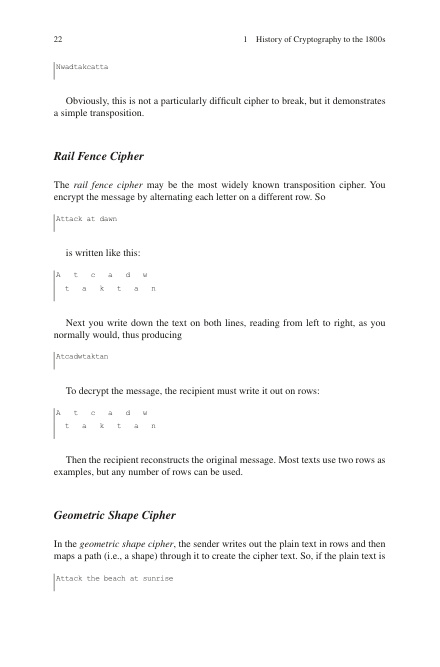 22 1 History of Cryptography to the 1800s
Nwadtakcatta
Obviously, this is not a particularly difficult cipher to break, but it demonstrates
a simple transposition.
Rail Fence Cipher
The rail fence cipher may be the most widely known transposition cipher. You
encrypt the message by alternating each letter on a different row. So
Attack at dawn
is written like this:
A t c a d w
t a k t a n
Next you write down the text on both lines, reading from left to right, as you
normally would, thus producing
Atcadwtaktan
To decrypt the message, the recipient must write it out on rows:
A t c a d w
t a k t a n
Then the recipient reconstructs the original message. Most texts use two rows as
examples, but any number of rows can be used.
Geometric Shape Cipher
In the geometric shape cipher, the sender writes out the plain text in rows and then
maps a path (i.e., a shape) through it to create the cipher text. So, if the plain text is
Attack the beach at sunrise